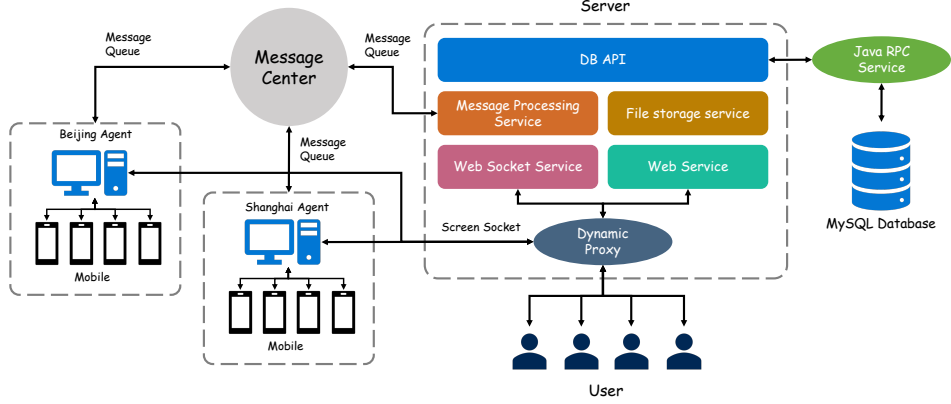 Server
Message
Queue
Message
Center
Message
Queue
DB API
Java RPC
Service
Message Processing
Service
File storage service
Beijing Agent
Message
Queue
Web Socket Service
Web Service
Shanghai Agent
Screen Socket
Dynamic
Proxy
MySQL Database
Mobile
Mobile
User